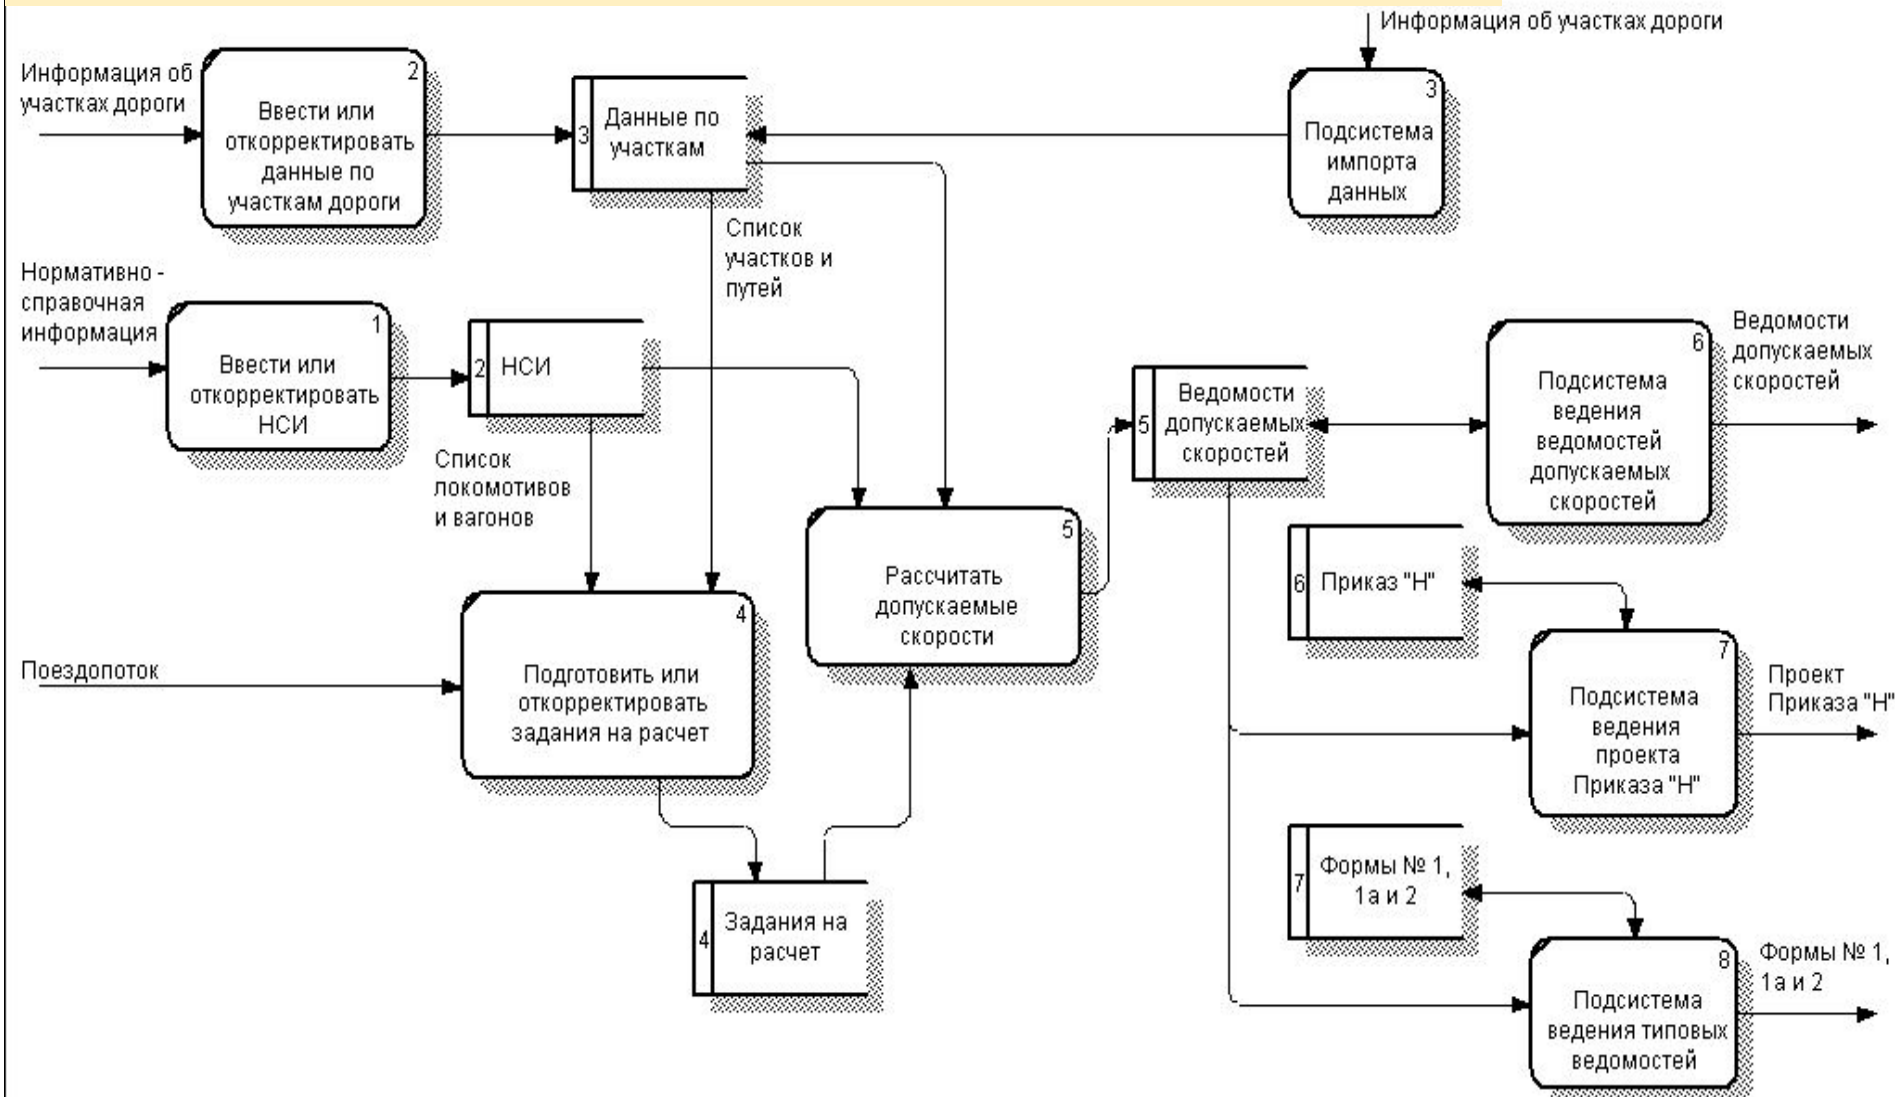 Информация об участках дороги
Информация об
участках дороги
2
Ввести или
откорректировать
данные по
участкам дороги
3
Данные по
участкам
3
Подсистема
импорта
данных
Список
участков и
путей
Нормативно -
справочная
информация
1
Ввести или
откорректировать
НСИ
2
НСИ
Список
локомотивов
и вагонов
5
Ведомости
допускаемых
скоростей
6
Подсистема
ведения
ведомостей
допускаемых
скоростей
Ведомости
допускаемых
скоростей
5
Рассчитать
допускаемые
скорости
6
Приказ "Н"
Поездопоток
4
Подготовить или
откорректировать
задания на расчет
7
Подсистема
ведения
проекта
Приказа "Н"
Проект
Приказа "Н"
4
Задания на
расчет
7
Формы № 1,
1а и 2
8
Подсистема
ведения типовых
ведомостей
Формы № 1,
1а и 2